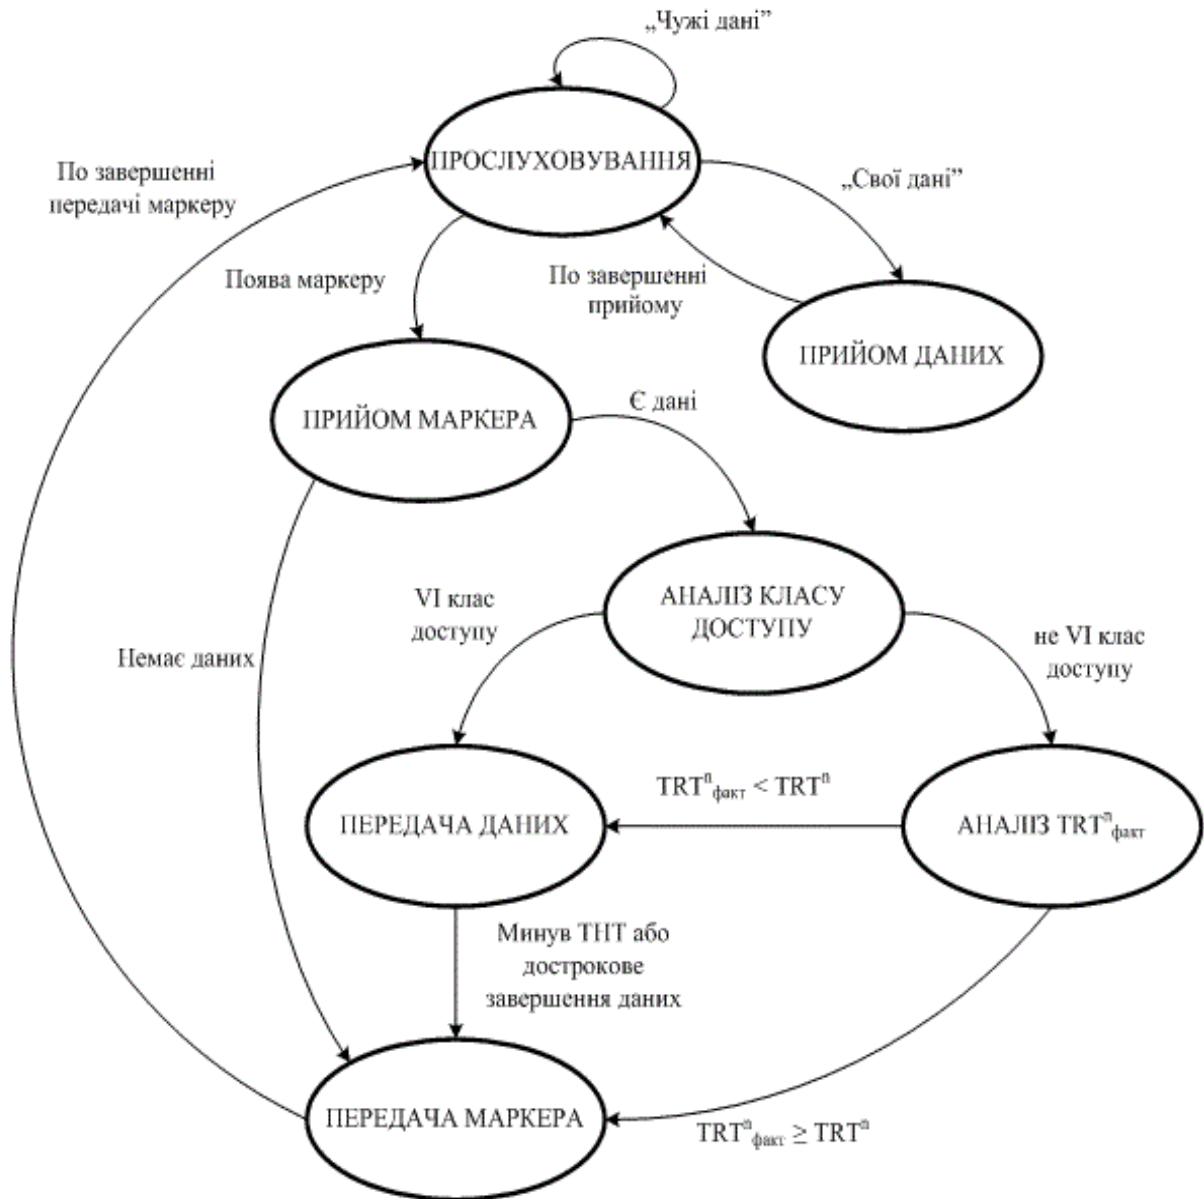 „Чужі дані”
ПРОСЛУХОВУВАННЯ
По завершенні
передачі маркеру
„Свої дані”
Поява маркеру
По завершенні
прийому
ПРИЙОМ ДАНИХ
ПРИЙОМ МАРКЕРА
Є дані
АНАЛІЗ КЛАСУ
ДОСТУПУ
VI клас
доступу
не VI клас
доступу
Немає даних
TRTⁿфакт < TRTⁿ
ПЕРЕДАЧА ДАНИХ
АНАЛІЗ TRTⁿфакт
Минув ТНТ або
дострокове
завершення даних
ПЕРЕДАЧА МАРКЕРА
TRTⁿфакт ≥ TRTⁿ